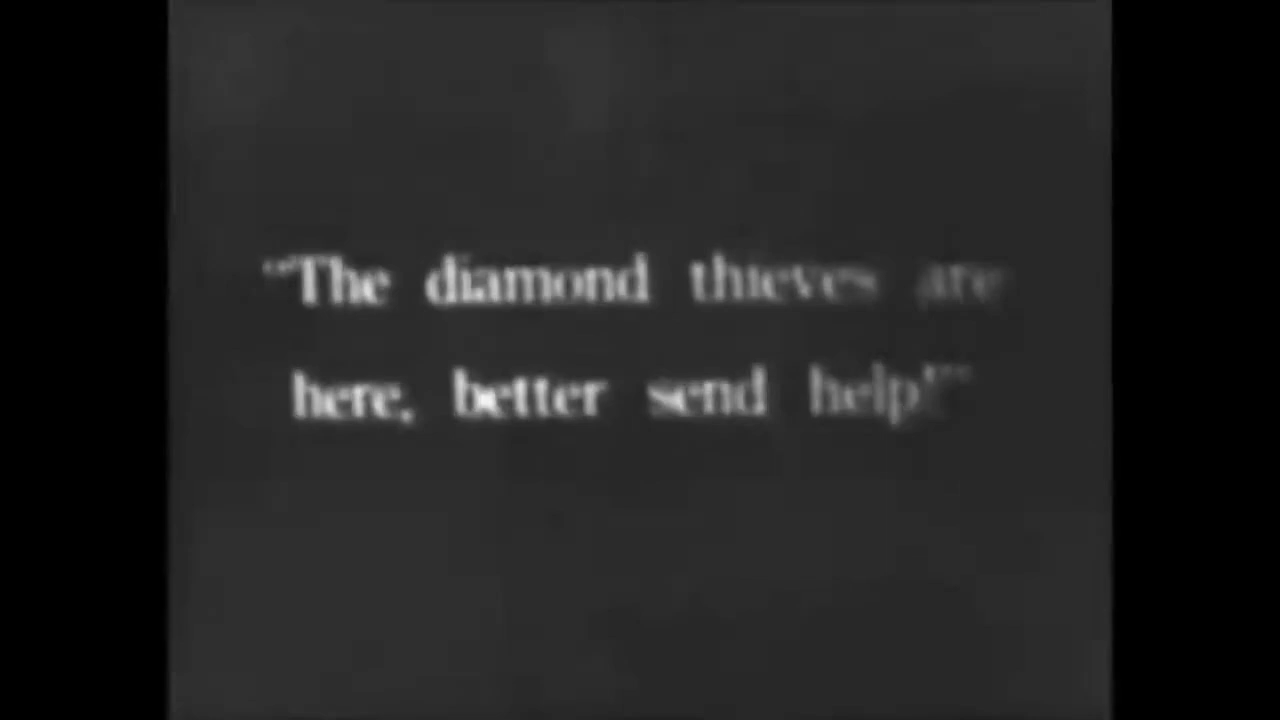 “The diamond thieves are
here, better send help!”